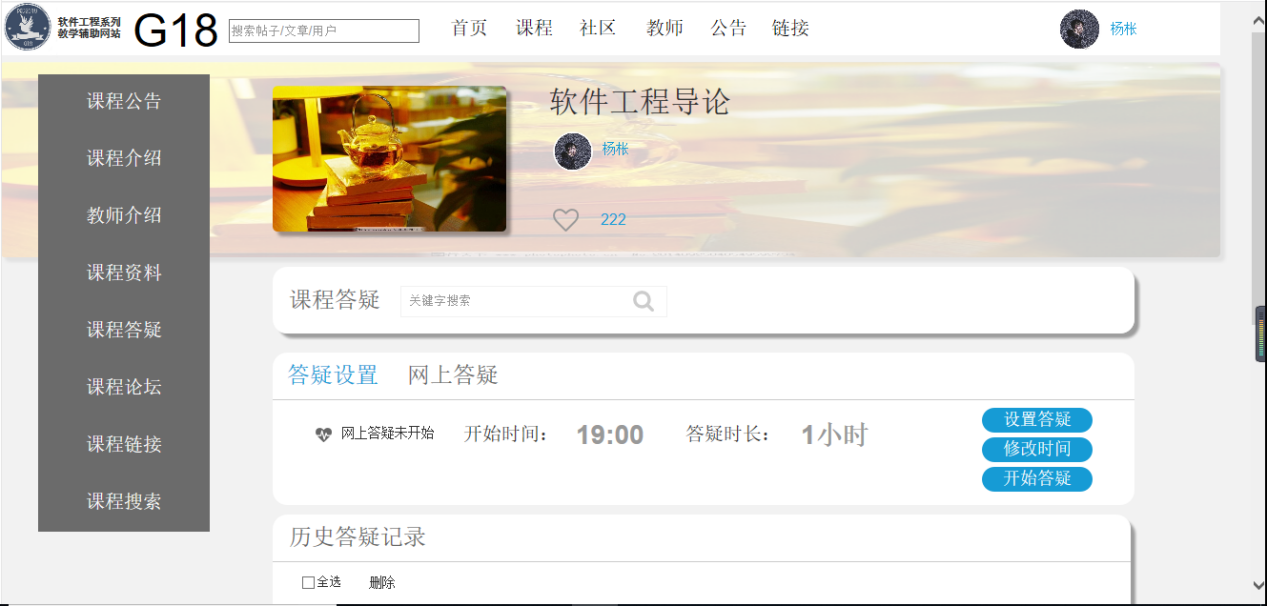 软件工程系列
教学辅助网站
G18
搜索帖子/文章/用户
首页 课程 社区 教师 公告 链接
杨枨
课程公告
课程介绍
教师介绍
课程资料
课程答疑
课程论坛
课程链接
课程搜索
软件工程导论
杨枨
222
课程答疑
关键字搜索
答疑设置 网上答疑
网上答疑未开始 开始时间: 19:00 答疑时长: 1小时
设置答疑
修改时间
开始答疑
历史答疑记录
全选 删除